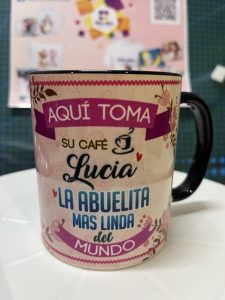 AQUÍ TOMA
SU CAFÉ
Lucia
LA ABUELITA
MAS LINDA
del
MUNDO